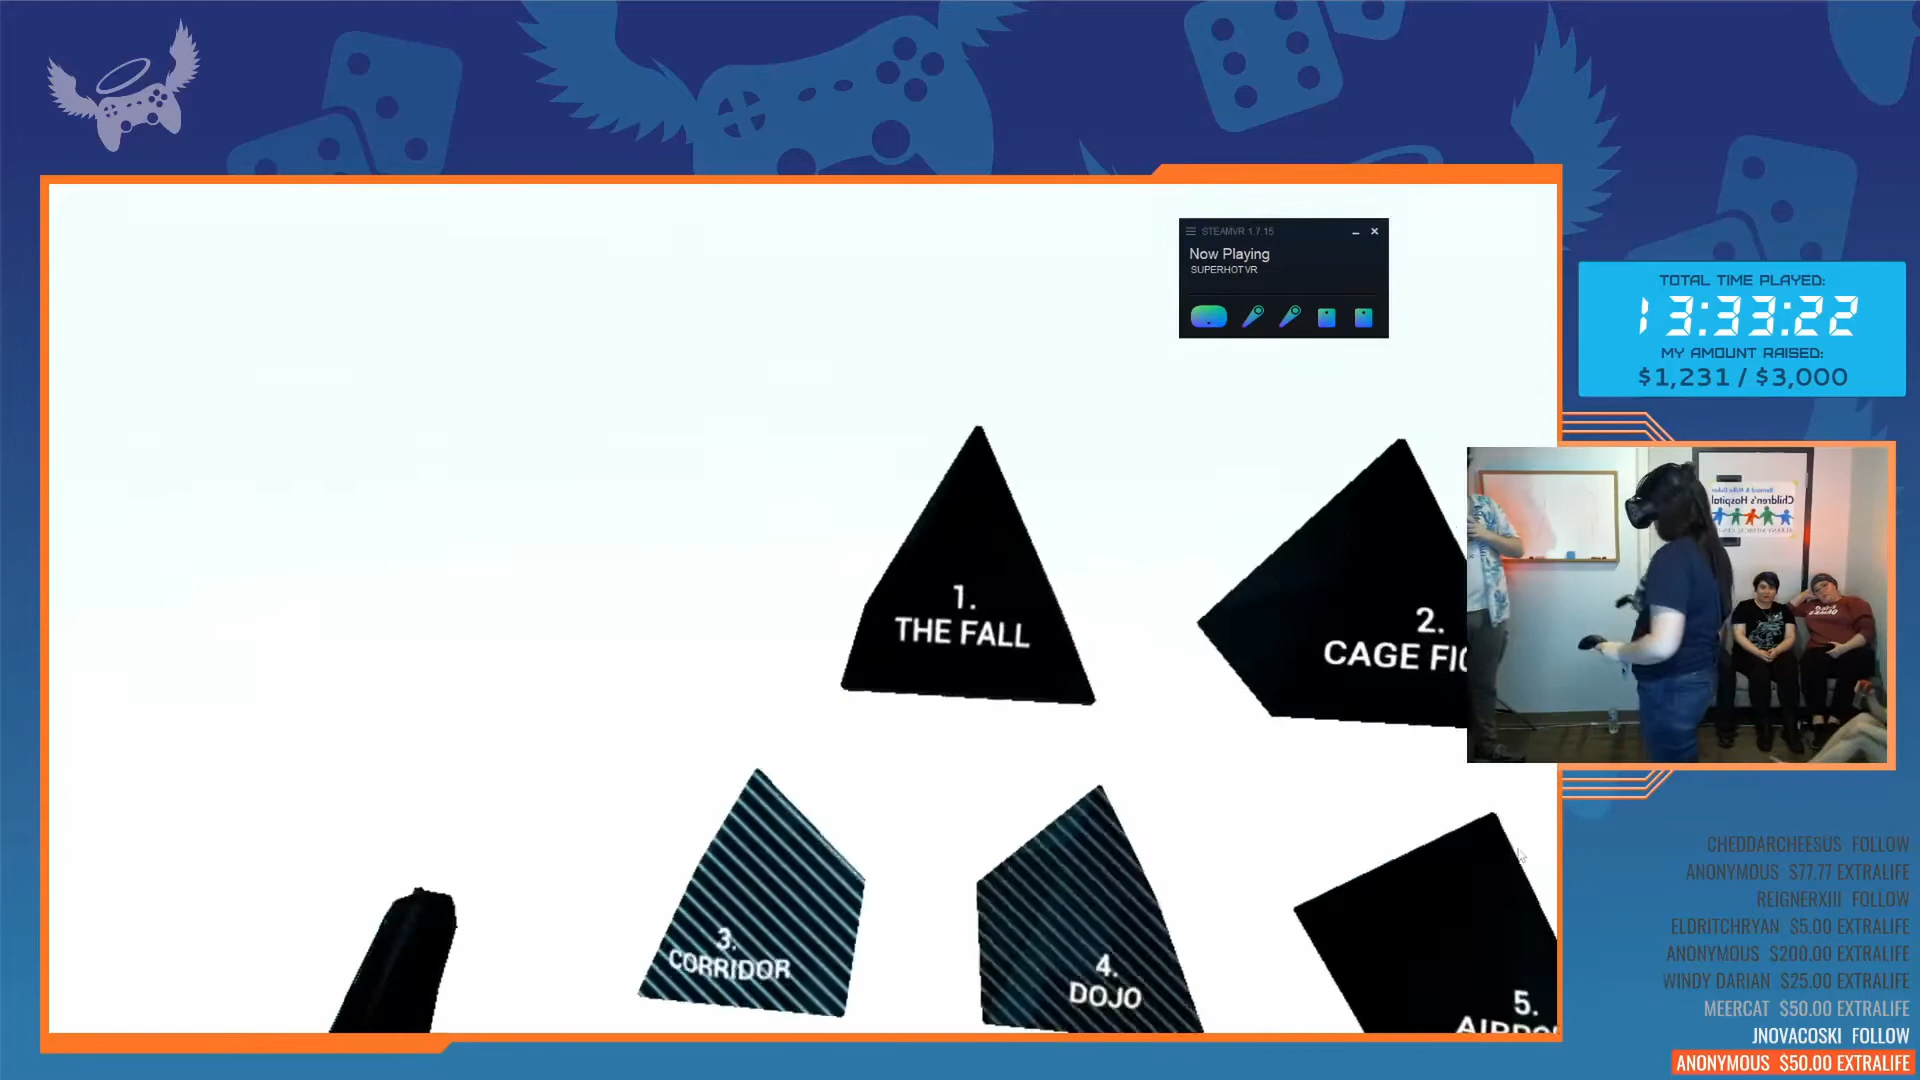 STEAMVR 1.7.15
Now Playing
SUPERHOT VR
TOTAL TIME PLAYED:
13:33:22
MY AMOUNT RAISED:
$1,231 / $3,000
1.
THE FALL
2.
CAGE FIG
3.
CORRIDOR
4.
DOJO
5.
Children's Hospital
CHEDDARCHEESUS FOLLOW
ANONYMOUS $77.77 EXTRALIFE
REIGNERXIII FOLLOW
ELDRITCHRYAN $5.00 EXTRALIFE
ANONYMOUS $200.00 EXTRALIFE
WINDY DARIAN $25.00 EXTRALIFE
MEERCAT $50.00 EXTRALIFE
JNOVACOSKI FOLLOW
ANONYMOUS $50.00 EXTRALIFE